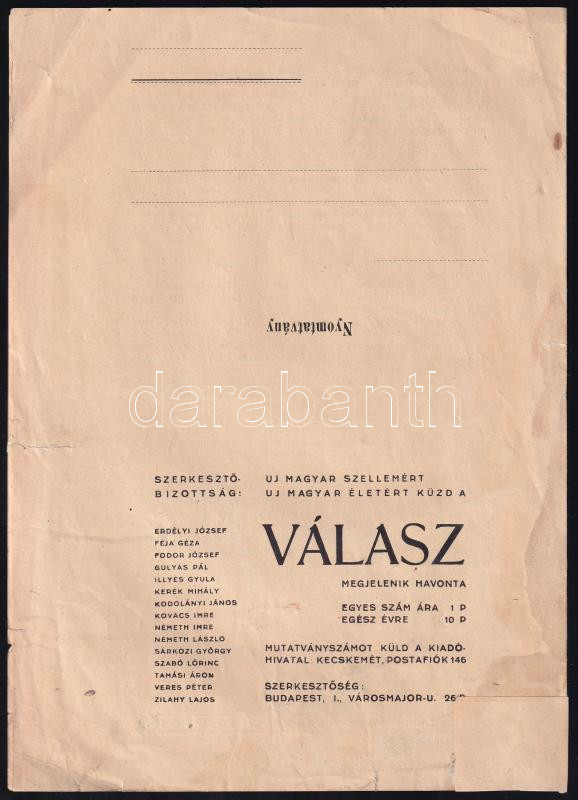 Nyomtatvány
darabanth
SZERKESZTŐ-
BIZOTTSÁG:
UJ MAGYAR SZELLEMÉRT
UJ MAGYAR ÉLETÉRT KÜZD A
ERDÉLYI JÓZSEF
FÉJA GÉZA
FODOR JÓZSEF
GULYÁS PÁL
ILLYÉS GYULA
KERÉK MIHÁLY
KODOLÁNYI JÁNOS
KOVÁCS IMRE
NÉMETH IMRE
NÉMETH LÁSZLÓ
SÁRKÖZI GYÖRGY
SZABÓ LŐRINC
TAMÁSI ÁRON
VERES PÉTER
ZILAHY LAJOS
VÁLASZ
MEGJELENIK HAVONTA
EGYES SZÁM ÁRA 1 P
EGÉSZ ÉVRE 10 P
MUTATVÁNYSZÁMOT KÜLD A KIADÓ-
HIVATAL: KECSKEMÉT, POSTAFIÓK 146
SZERKESZTŐSÉG:
BUDAPEST, I., VÁROSMAJOR-U.